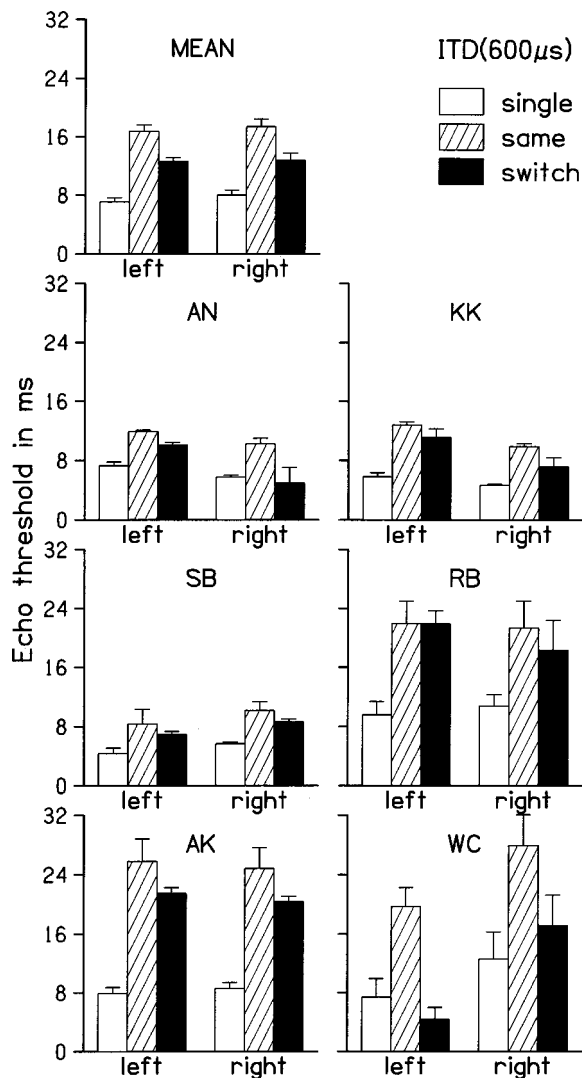 MEAN
ITD(600μs)
single
same
switch
32
24
16
8
0
left right
AN
KK
32
24
16
8
0
left right
left right
Echo threshold in ms
SB
RB
32
24
16
8
0
left right
left right
AK
WC
32
24
16
8
0
left right
left right